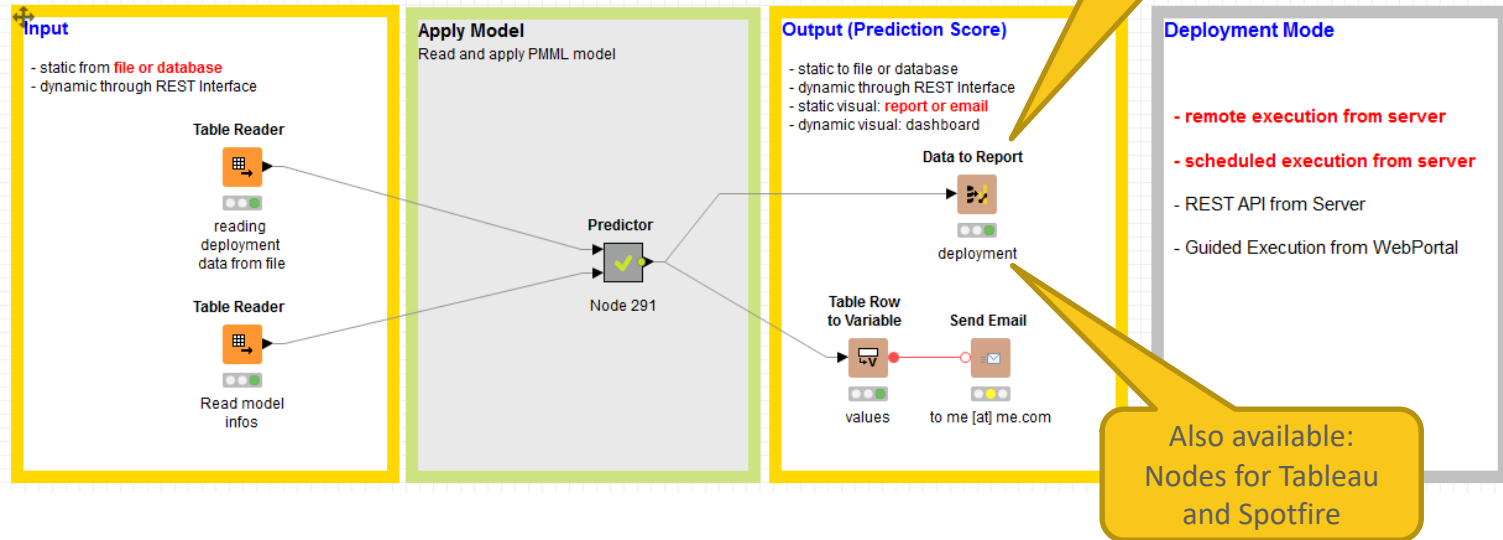 Input
- static from file or database
- dynamic through REST Interface
Table Reader
reading
deployment
data from file
Table Reader
Read model
infos
Apply Model
Read and apply PMML model
Predictor
Node 291
Output (Prediction Score)
- static to file or database
- dynamic through REST Interface
- static visual: report or email
- dynamic visual: dashboard
Data to Report
deployment
Table Row
to Variable
V
values
Send Email
to me [at] me.com
Deployment Mode
- remote execution from server
- scheduled execution from server
- REST API from Server
- Guided Execution from WebPortal
Also available:
Nodes for Tableau
and Spotfire